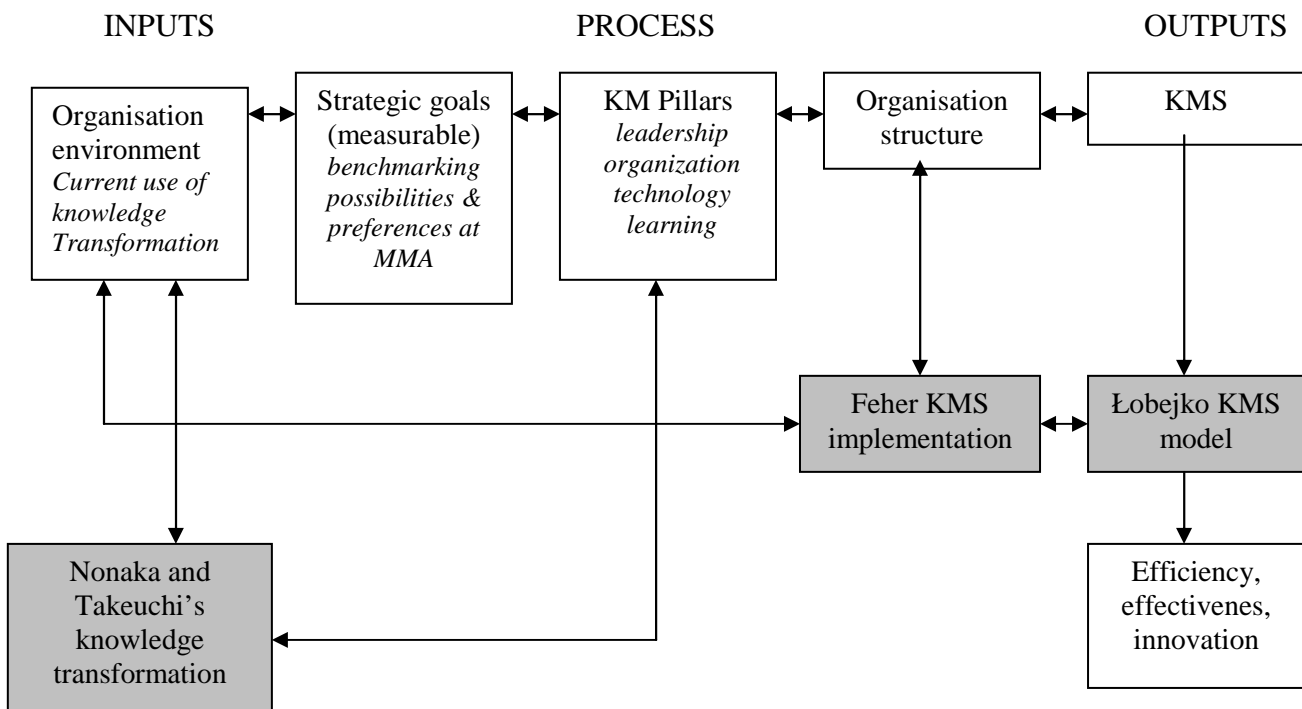 INPUTS
PROCESS
OUTPUTS
Organisation
environment
Current use of
knowledge
Transformation
Strategic goals
(measurable)
benchmarking
possibilities &
preferences at
MMA
KM Pillars
leadership
organization
technology
learning
Organisation
structure
KMS
Feher KMS
implementation
Łobejko KMS
model
Nonaka and
Takeuchi’s
knowledge
transformation
Efficiency,
effectivenes,
innovation